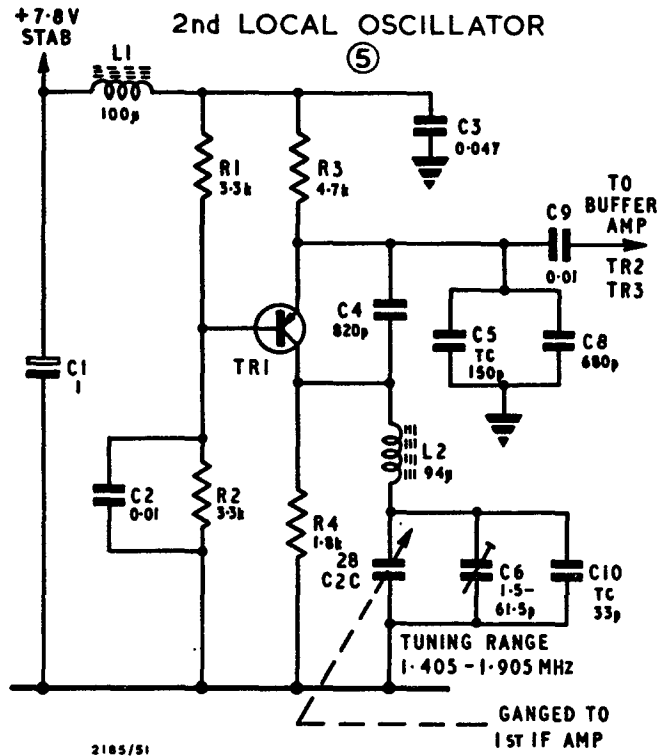 +7·8V
STAB
2nd LOCAL OSCILLATOR
5
L1
100µ
C3
0·047
R1
3·3k
R3
4·7k
TO
BUFFER
AMP
TR2
TR3
C9
0·01
C4
820p
C5
TC
150p
C8
680p
TR1
C1
1
L2
94µ
C2
0·01
R2
3·3k
R4
1·8k
28
C2C
C6
1·5–
61·5p
C10
TC
33p
TUNING RANGE
1·405 – 1·905 MHz
GANGED TO
1ST IF AMP
2185/51